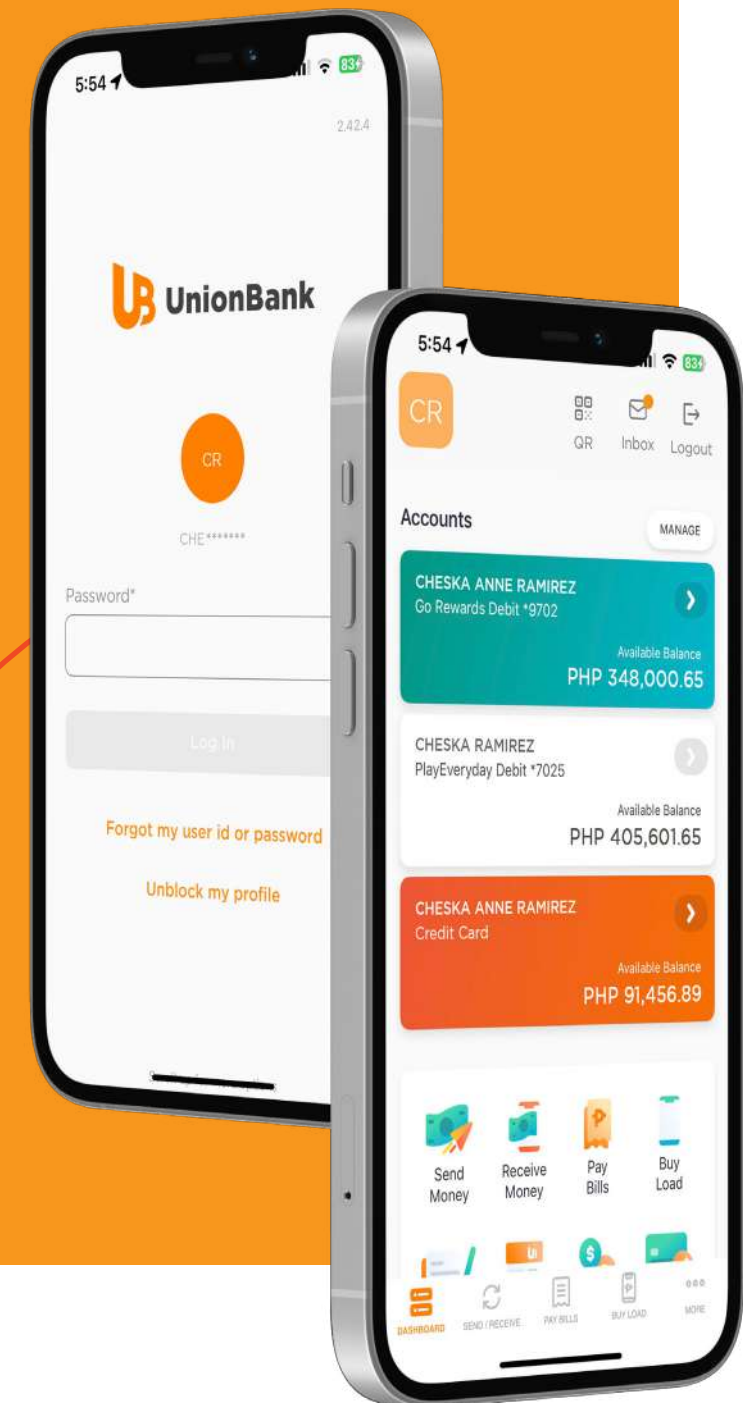 5:54
83
2.42.4
UB UnionBank
CR
CHE*******
Password*
Log In
Forgot my user id or password
Unblock my profile
5:54
83
CR
QR
Inbox
Logout
Accounts
MANAGE
CHESKA ANNE RAMIREZ
Go Rewards Debit *9702
Available Balance
PHP 348,000.65
CHESKA RAMIREZ
PlayEveryday Debit *7025
Available Balance
PHP 405,601.65
CHESKA ANNE RAMIREZ
Credit Card
Available Balance
PHP 91,456.89
Send
Money
Receive
Money
Pay
Bills
Buy
Load
DASHBOARD
SEND / RECEIVE
PAY BILLS
BUY LOAD
MORE